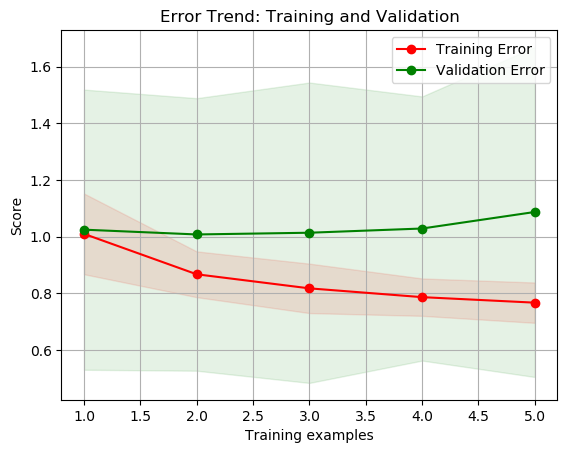 Error Trend: Training and Validation
Training Error
Validation Error
Score
1.6
1.4
1.2
1.0
0.8
0.6
1.0 1.5 2.0 2.5 3.0 3.5 4.0 4.5 5.0
Training examples